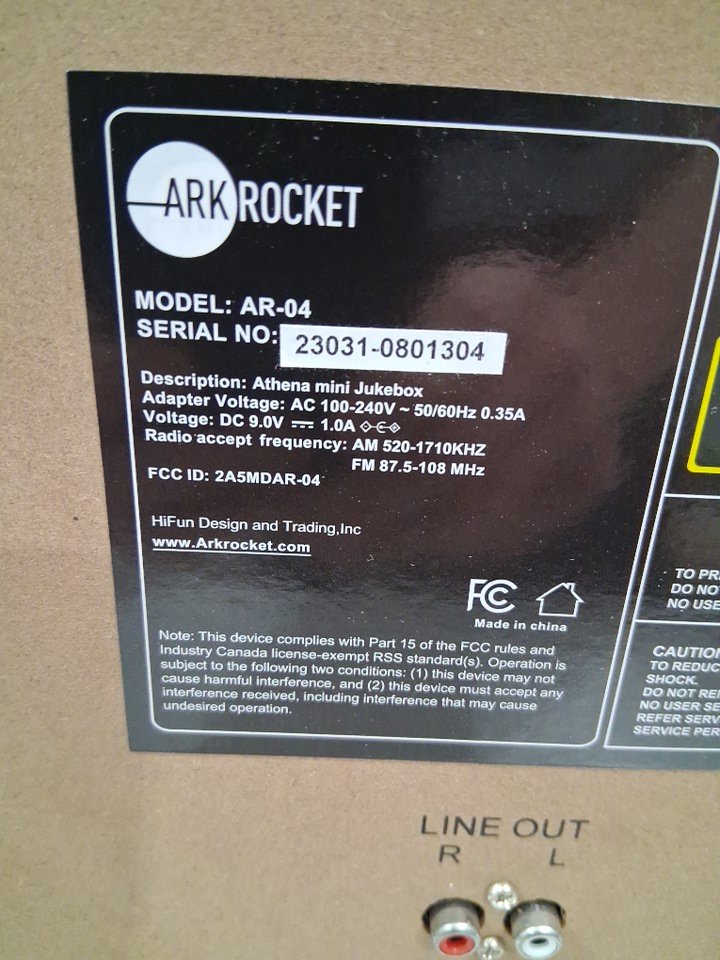 ARKROCKET
MODEL: AR-04
SERIAL NO: 23031-0801304
Description: Athena mini Jukebox
Adapter Voltage: AC 100-240V ~ 50/60Hz 0.35A
Voltage: DC 9.0V 1.0A
Radio accept frequency: AM 520-1710KHZ
FM 87.5-108 MHz
FCC ID: 2A5MDAR-04
HiFun Design and Trading,Inc
www.Arkrocket.com
FC
Made in china
Note: This device complies with Part 15 of the FCC rules and
Industry Canada license-exempt RSS standard(s). Operation is
subject to the following two conditions: (1) this device may not
cause harmful interference, and (2) this device must accept any
interference received, including interference that may cause
undesired operation.
TO
DO NO
NO USE
CAUTION
TO REDUC
SHOCK.
DO NOT RE
NO USER SE
REFER SERV
SERVICE PER
LINE OUT
R L